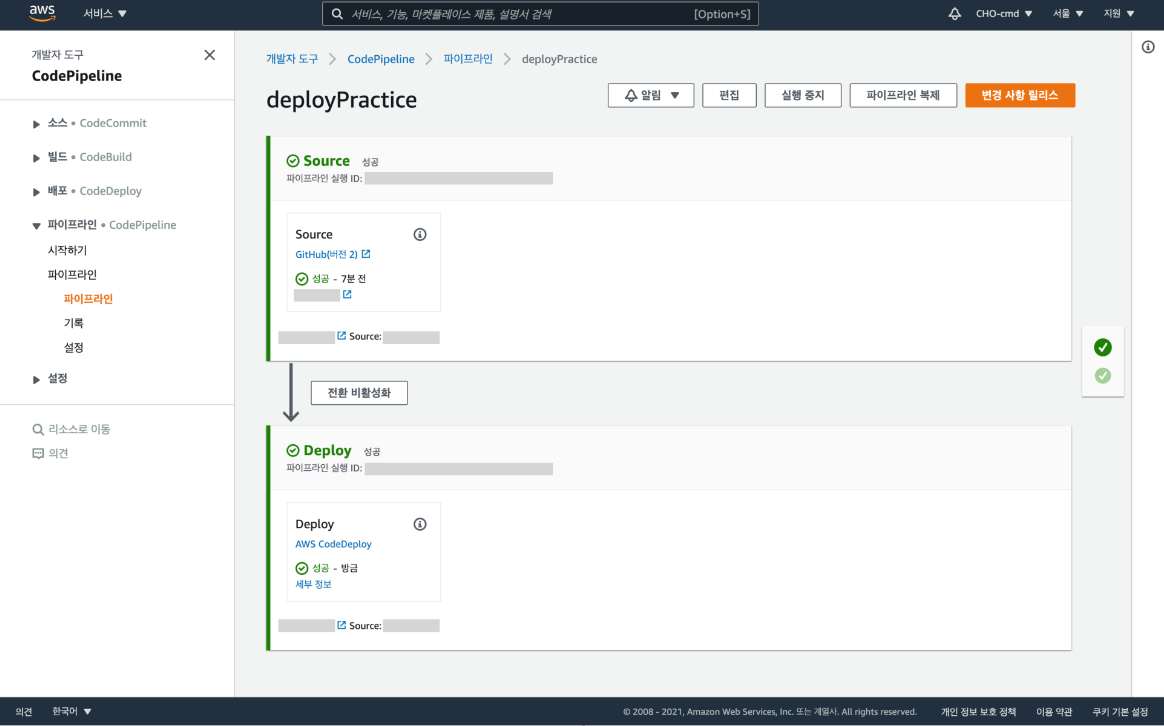 aws
서비스
서비스, 기능, 마켓플레이스 제품, 설명서 검색 [Option+S]
CHO-cmd
서울
지원
개발자 도구
CodePipeline
소스 • CodeCommit
빌드 • CodeBuild
배포 • CodeDeploy
파이프라인 • CodePipeline
시작하기
파이프라인
파이프라인
기록
설정
설정
리소스로 이동
의견
개발자 도구 > CodePipeline > 파이프라인 > deployPractice
deployPractice
알림
편집
실행 중지
파이프라인 복제
변경 사항 릴리스
Source 성공
파이프라인 실행 ID:
Source
GitHub(버전 2)
성공 - 7분 전
Source:
전환 비활성화
Deploy 성공
파이프라인 실행 ID:
Deploy
AWS CodeDeploy
성공 - 방금
세부 정보
Source:
의견
한국어
© 2008 - 2021, Amazon Web Services, Inc. 또는 계열사. All rights reserved.
개인 정보 보호 정책
이용 약관
쿠키 기본 설정